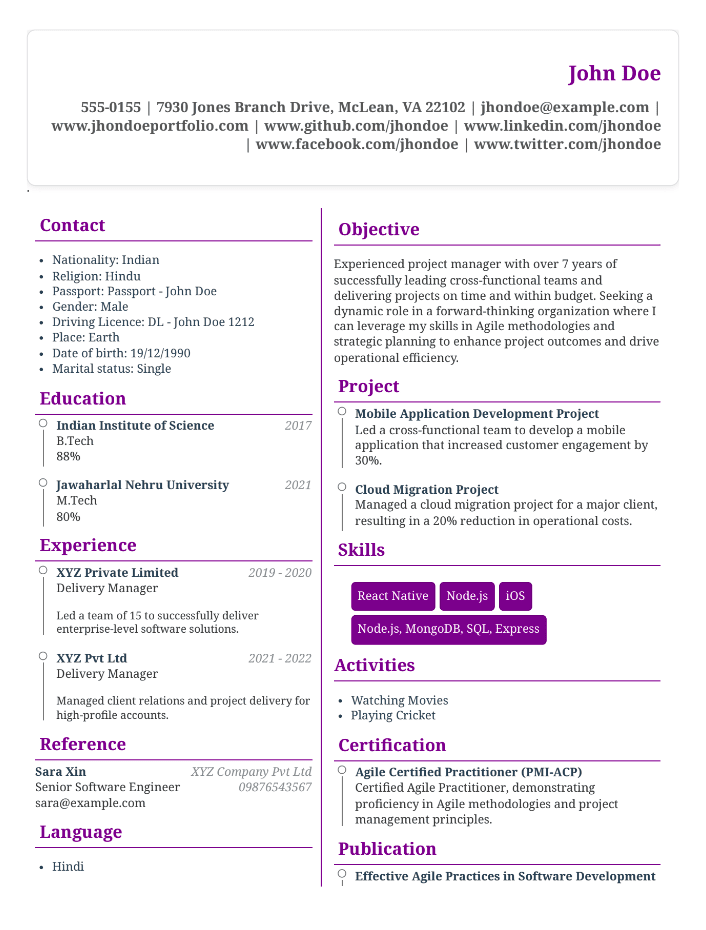 John Doe
555-0155 | 7930 Jones Branch Drive, McLean, VA 22102 | jhondoe@example.com |
www.jhondoeportfolio.com | www.github.com/jhondoe | www.linkedin.com/jhondoe
| www.facebook.com/jhondoe | www.twitter.com/jhondoe
.
Contact
• Nationality: Indian
• Religion: Hindu
• Passport: Passport - John Doe
• Gender: Male
• Driving Licence: DL - John Doe 1212
• Place: Earth
• Date of birth: 19/12/1990
• Marital status: Single
Education
Indian Institute of Science 2017
B.Tech
88%
Jawaharlal Nehru University 2021
M.Tech
80%
Experience
XYZ Private Limited 2019 - 2020
Delivery Manager
Led a team of 15 to successfully deliver
enterprise-level software solutions.
XYZ Pvt Ltd 2021 - 2022
Delivery Manager
Managed client relations and project delivery for
high-profile accounts.
Reference
Sara Xin XYZ Company Pvt Ltd
Senior Software Engineer 09876543567
sara@example.com
Language
• Hindi
Objective
Experienced project manager with over 7 years of
successfully leading cross-functional teams and
delivering projects on time and within budget. Seeking a
dynamic role in a forward-thinking organization where I
can leverage my skills in Agile methodologies and
strategic planning to enhance project outcomes and drive
operational efficiency.
Project
Mobile Application Development Project
Led a cross-functional team to develop a mobile
application that increased customer engagement by
30%.
Cloud Migration Project
Managed a cloud migration project for a major client,
resulting in a 20% reduction in operational costs.
Skills
React Native Node.js iOS
Node.js, MongoDB, SQL, Express
Activities
• Watching Movies
• Playing Cricket
Certification
Agile Certified Practitioner (PMI-ACP)
Certified Agile Practitioner, demonstrating
proficiency in Agile methodologies and project
management principles.
Publication
Effective Agile Practices in Software Development